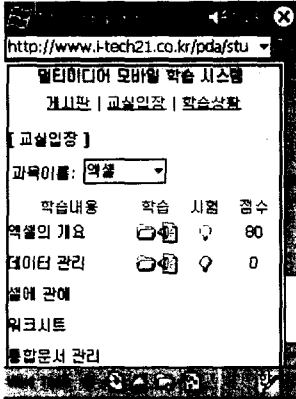 http://www.i-tech21.co.kr/pda/stu
멀티미디어 모바일 학습 시스템
게시판 | 교실입장 | 학습상황
[ 교실입장 ]
과목이름: 엑셀
학습내용 학습 시험 점수
엑셀의 개요 80
데이터 관리 0
셀에 관해
워크시트
통합문서 관리